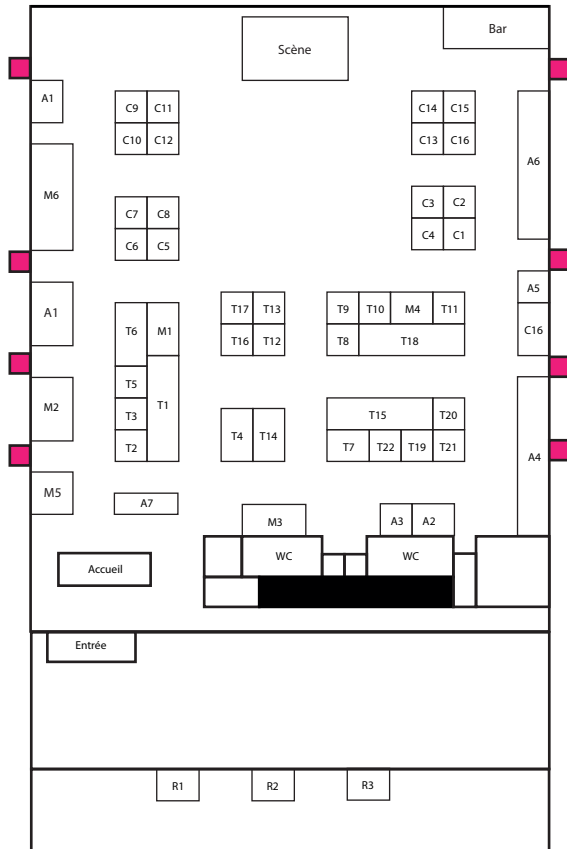 Bar
Scène
A1
C9 C11
C10 C12
C14 C15
C13 C16
M6
A6
C7 C8
C6 C5
C3 C2
C4 C1
A5
A1
C16
T6 M1
T17 T13
T16 T12
T9 T10 M4 T11
T8 T18
T5
T3 T1
T2
M2
T4 T14
T15 T20
T7 T22 T19 T21
A4
M5
A7
M3
A3 A2
WC
WC
Accueil
Entrée
R1
R2
R3